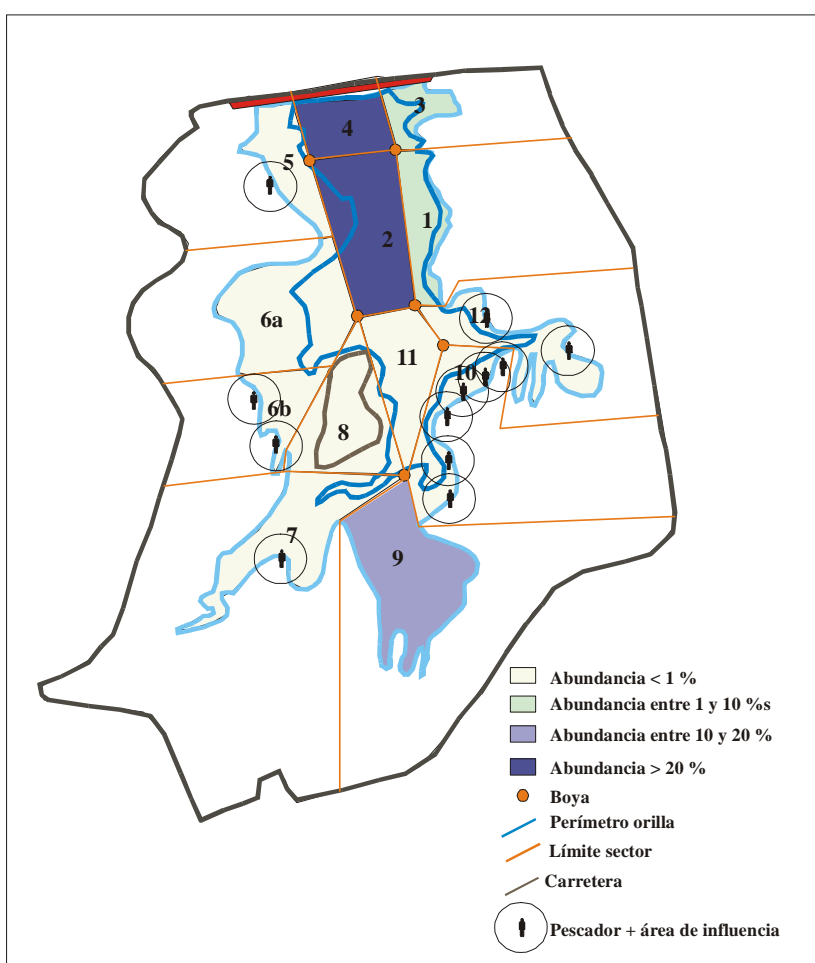 3
4
5
1
2
12
6a
11
10
6b
8
7
9
Abundancia < 1 %
Abundancia entre 1 y 10 %s
Abundancia entre 10 y 20 %
Abundancia > 20 %
Boya
Perímetro orilla
Límite sector
Carretera
Pescador + área de influencia